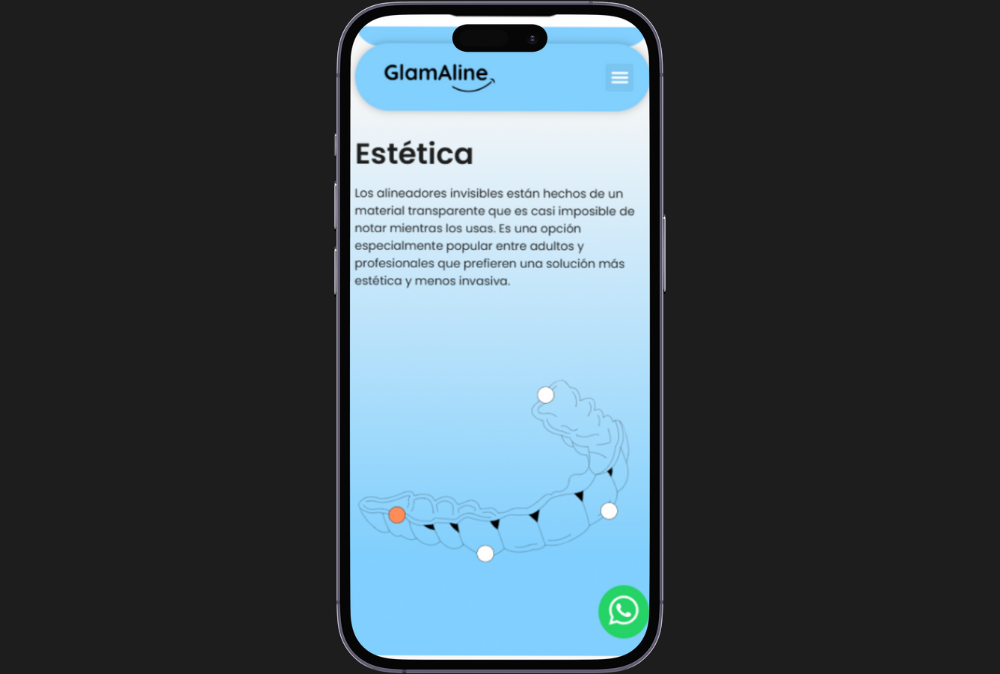 GlamAline
Estética
Los alineadores invisibles están hechos de un
material transparente que es casi imposible de
notar mientras los usas. Es una opción
especialmente popular entre adultos y
profesionales que prefieren una solución más
estética y menos invasiva.